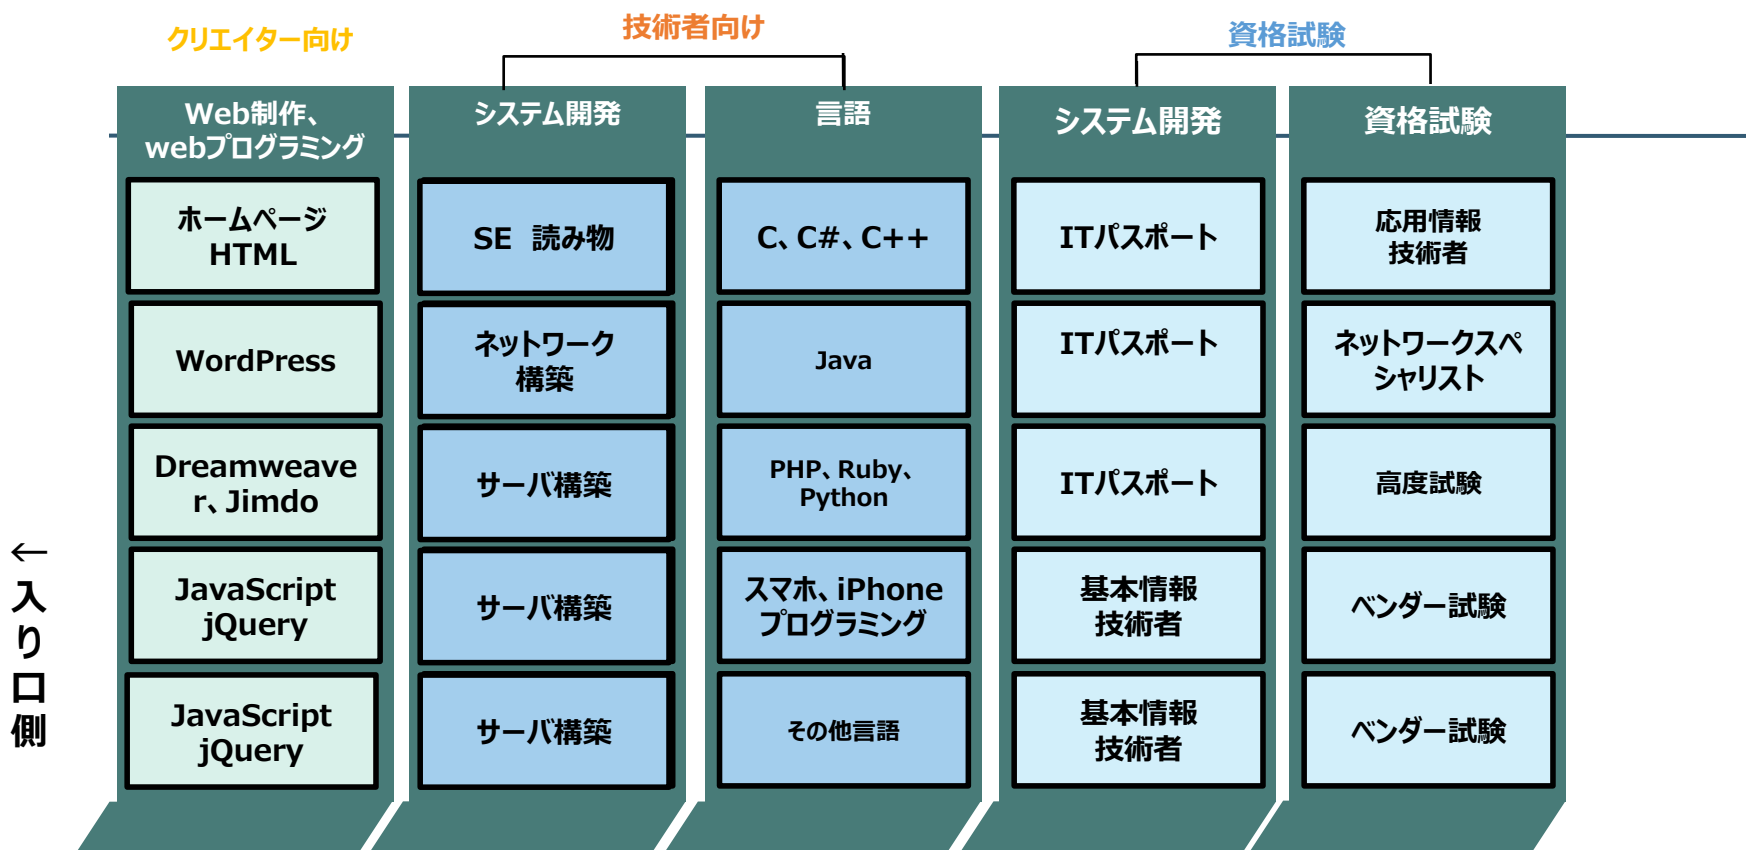 クリエイター向け
技術者向け
資格試験
Web制作、
webプログラミング
システム開発
言語
システム開発
資格試験
ホームページ
HTML
SE 読み物
C、C#、C++
ITパスポート
応用情報
技術者
WordPress
ネットワーク
構築
Java
ITパスポート
ネットワークスペ
シャリスト
Dreamweave
r、Jimdo
サーバ構築
PHP、Ruby、
Python
ITパスポート
高度試験
JavaScript
jQuery
サーバ構築
スマホ、iPhone
プログラミング
基本情報
技術者
ベンダー試験
JavaScript
jQuery
サーバ構築
その他言語
基本情報
技術者
ベンダー試験
←入り口側